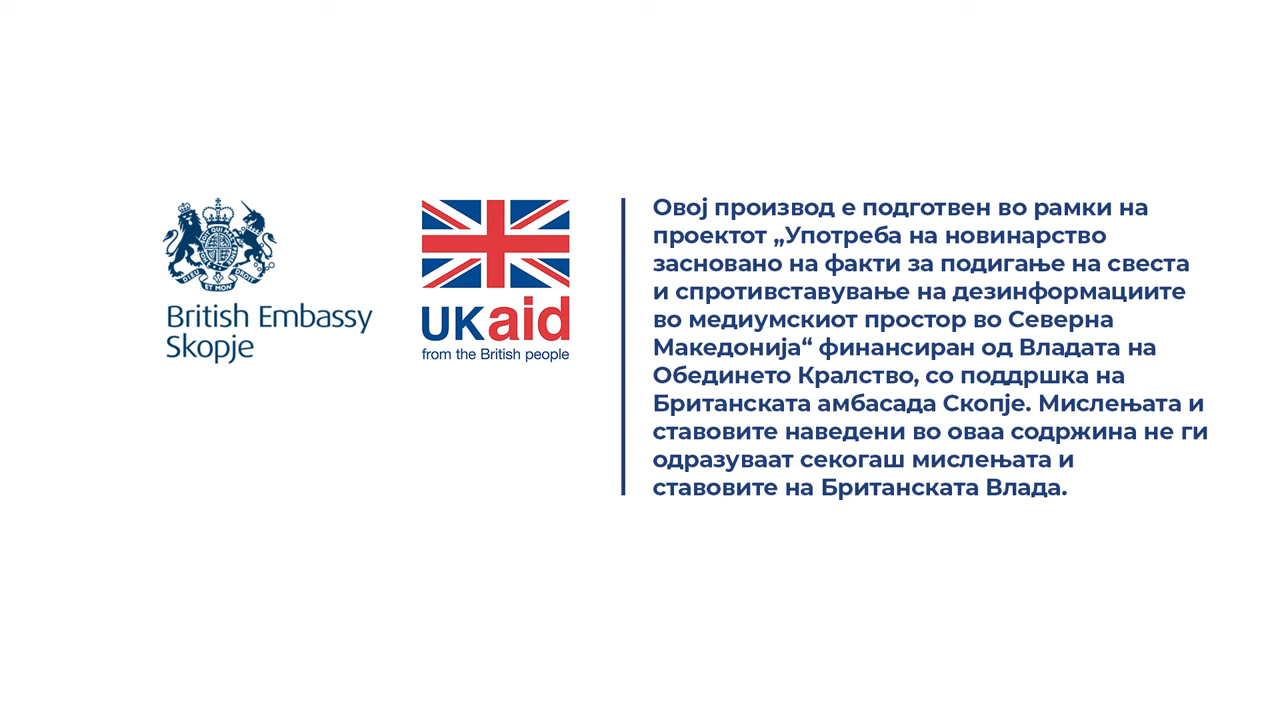 British Embassy
Skopje
UKaid
from the British people
Овој производ е подготвен во рамки на
проектот „Употреба на новинарство
засновано на факти за подигање на свеста
и спротивставување на дезинформациите
во медиумскиот простор во Северна
Македонија“ финансиран од Владата на
Обединето Кралство, со поддршка на
Британската амбасада Скопје. Мислењата и
ставовите наведени во оваа содржина не ги
одразуваат секогаш мислењата и
ставовите на Британската Влада.